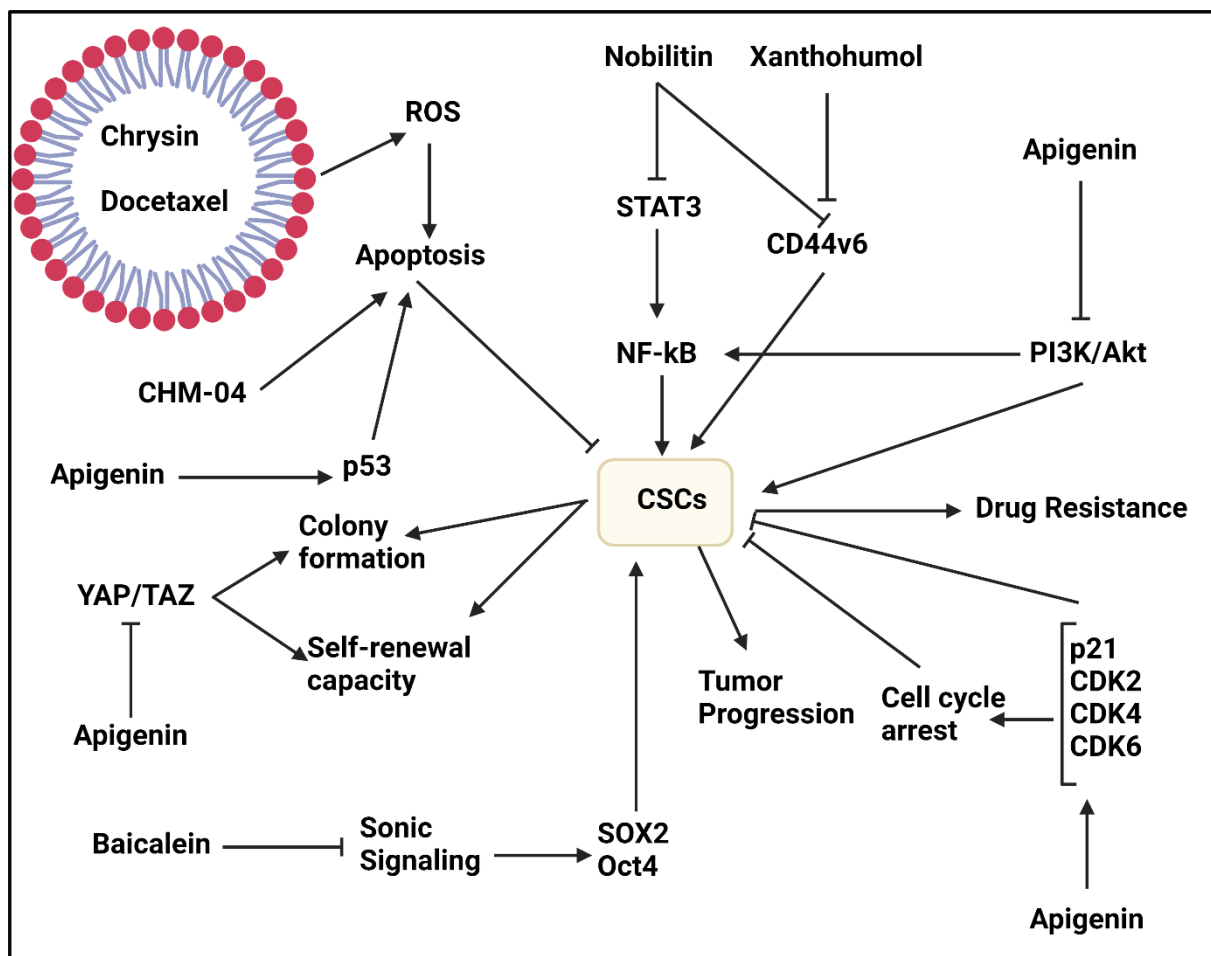 Nobilitin
Xanthohumol
Chrysin
Docetaxel
ROS
Apigenin
STAT3
CD44v6
Apoptosis
NF-kB
PI3K/Akt
CHM-04
Apigenin
p53
CSCs
Drug Resistance
Colony
formation
YAP/TAZ
Self-renewal
capacity
Tumor
Progression
Cell cycle
arrest
p21
CDK2
CDK4
CDK6
Apigenin
Baicalein
Sonic
Signaling
SOX2
Oct4
Apigenin